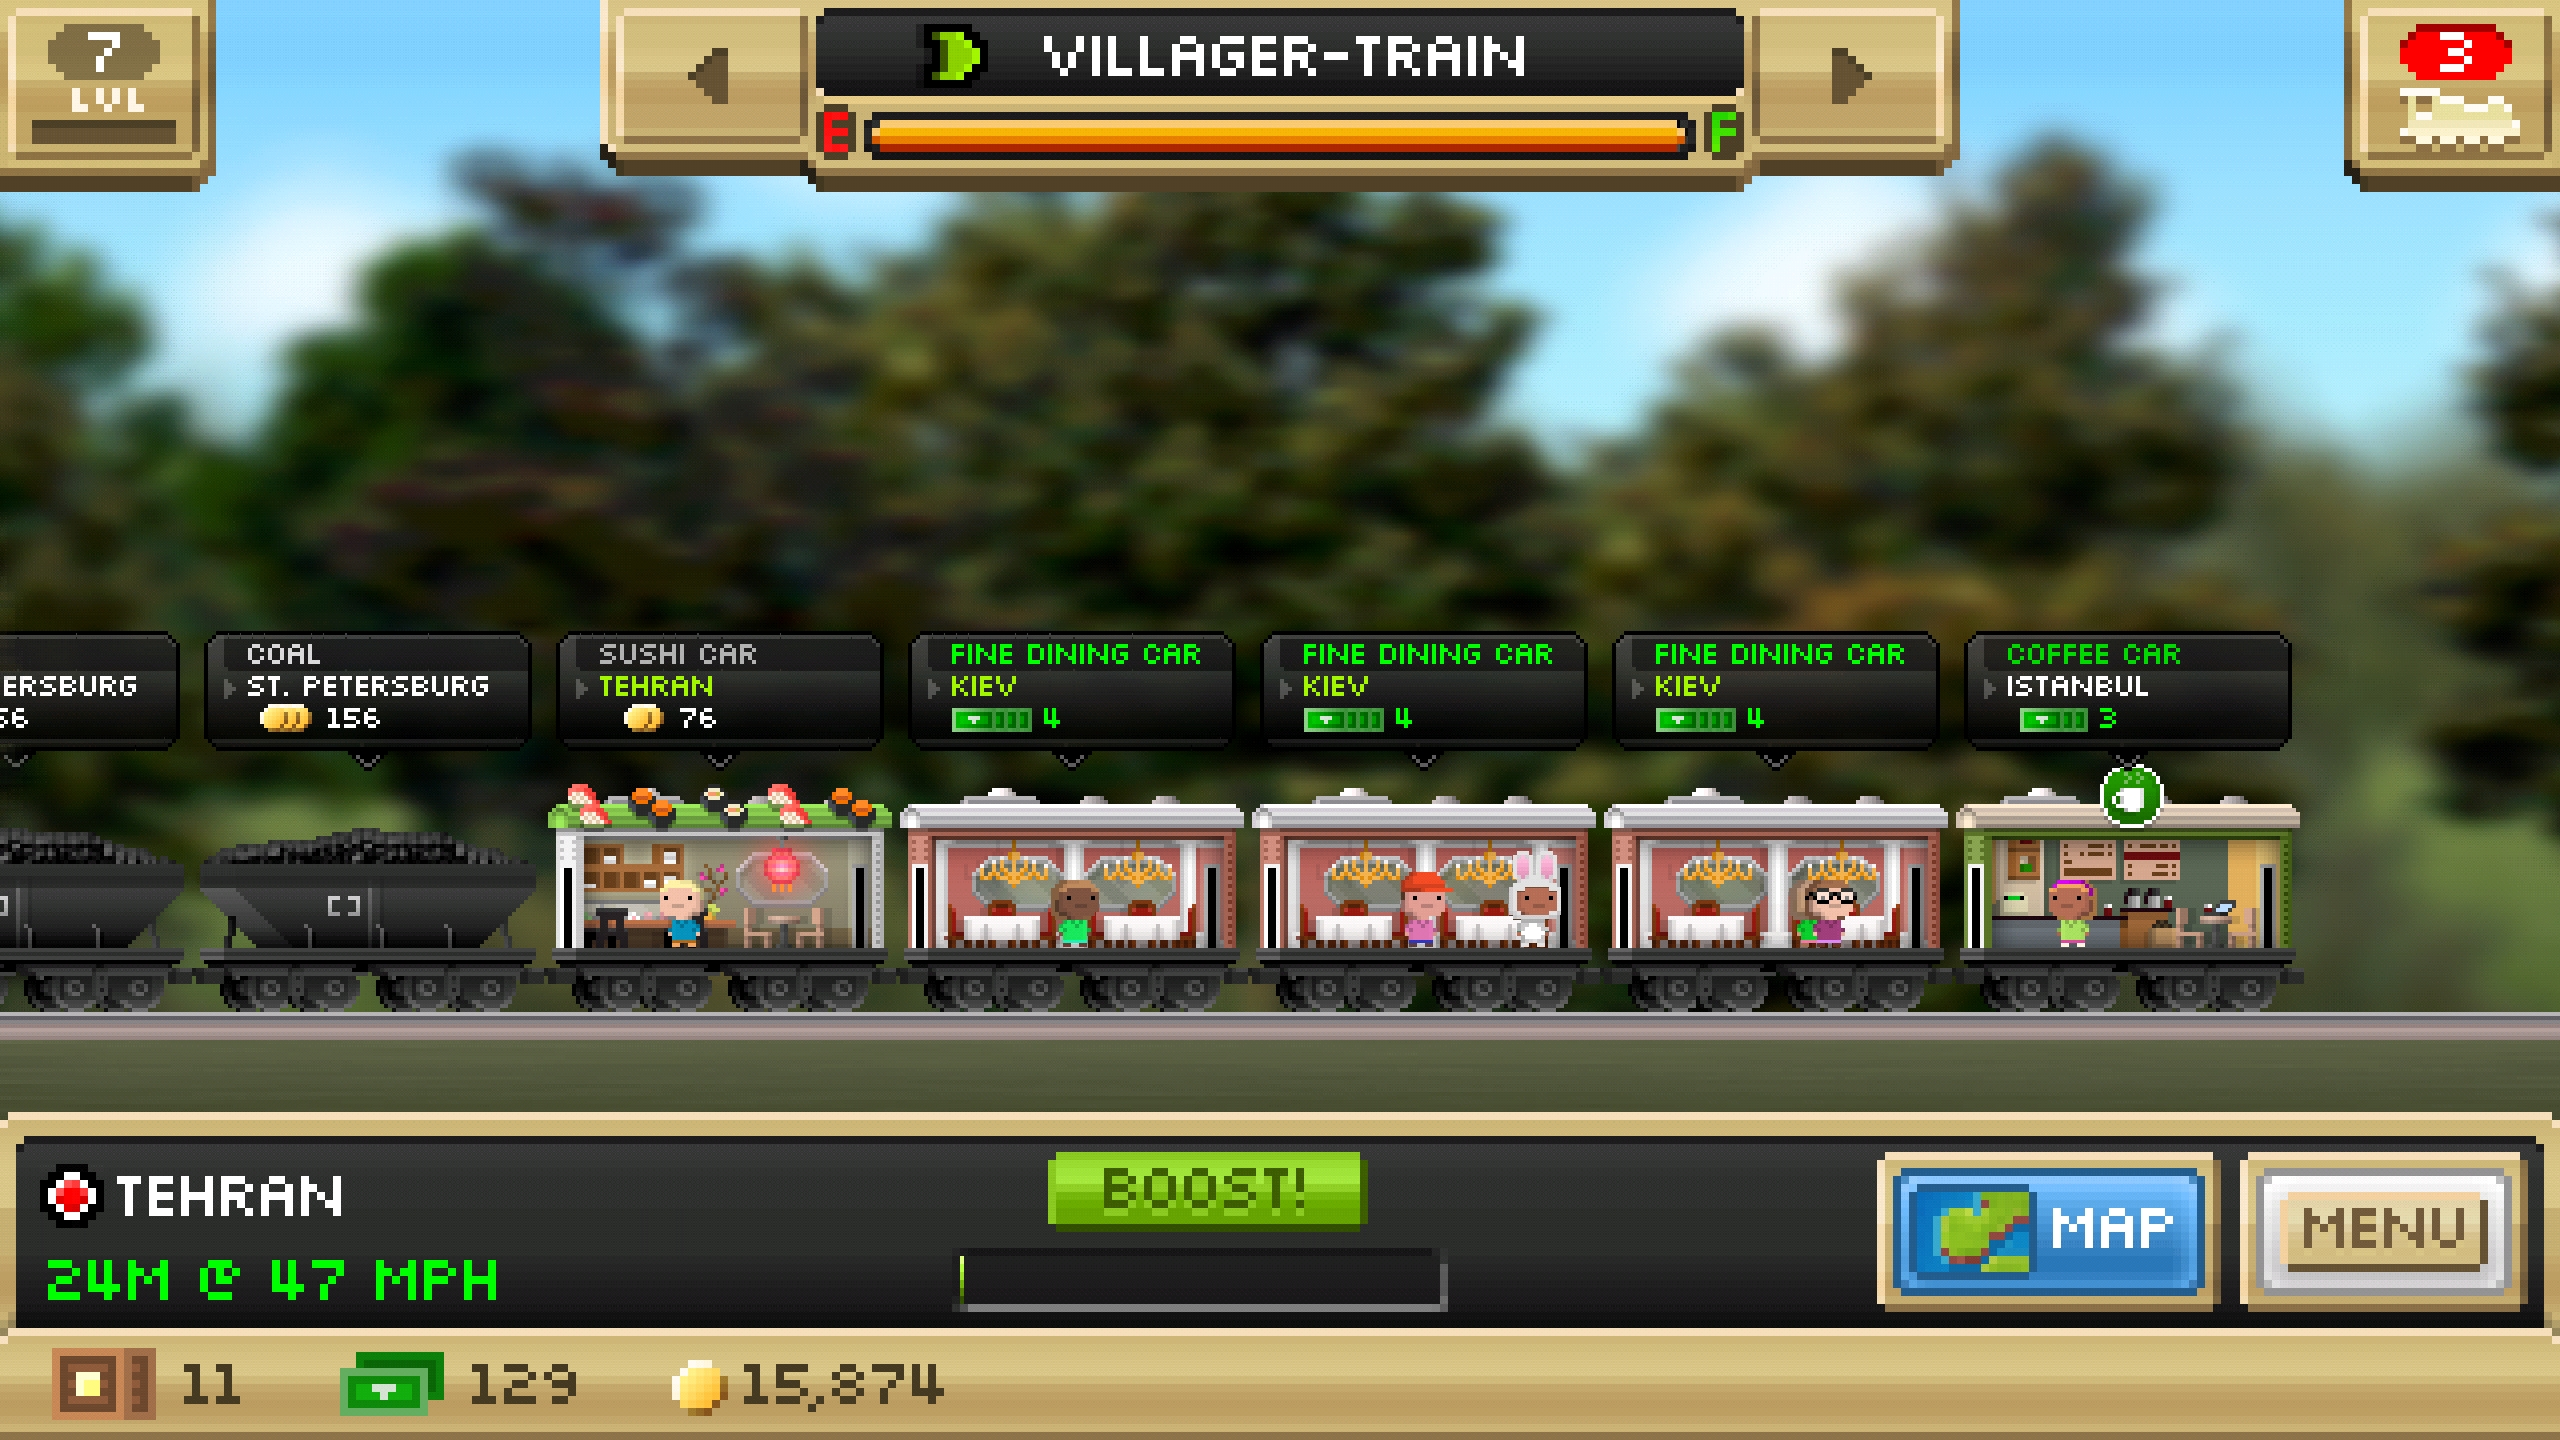 7
LVL
VILLAGER-TRAIN
E F
3
ERSBURG
56
COAL
ST. PETERSBURG
156
SUSHI CAR
TEHRAN
76
FINE DINING CAR
KIEV
4
FINE DINING CAR
KIEV
4
FINE DINING CAR
KIEV
4
COFFEE CAR
ISTANBUL
3
TEHRAN
24M @ 47 MPH
BOOST!
MAP
MENU
11
129
15,874